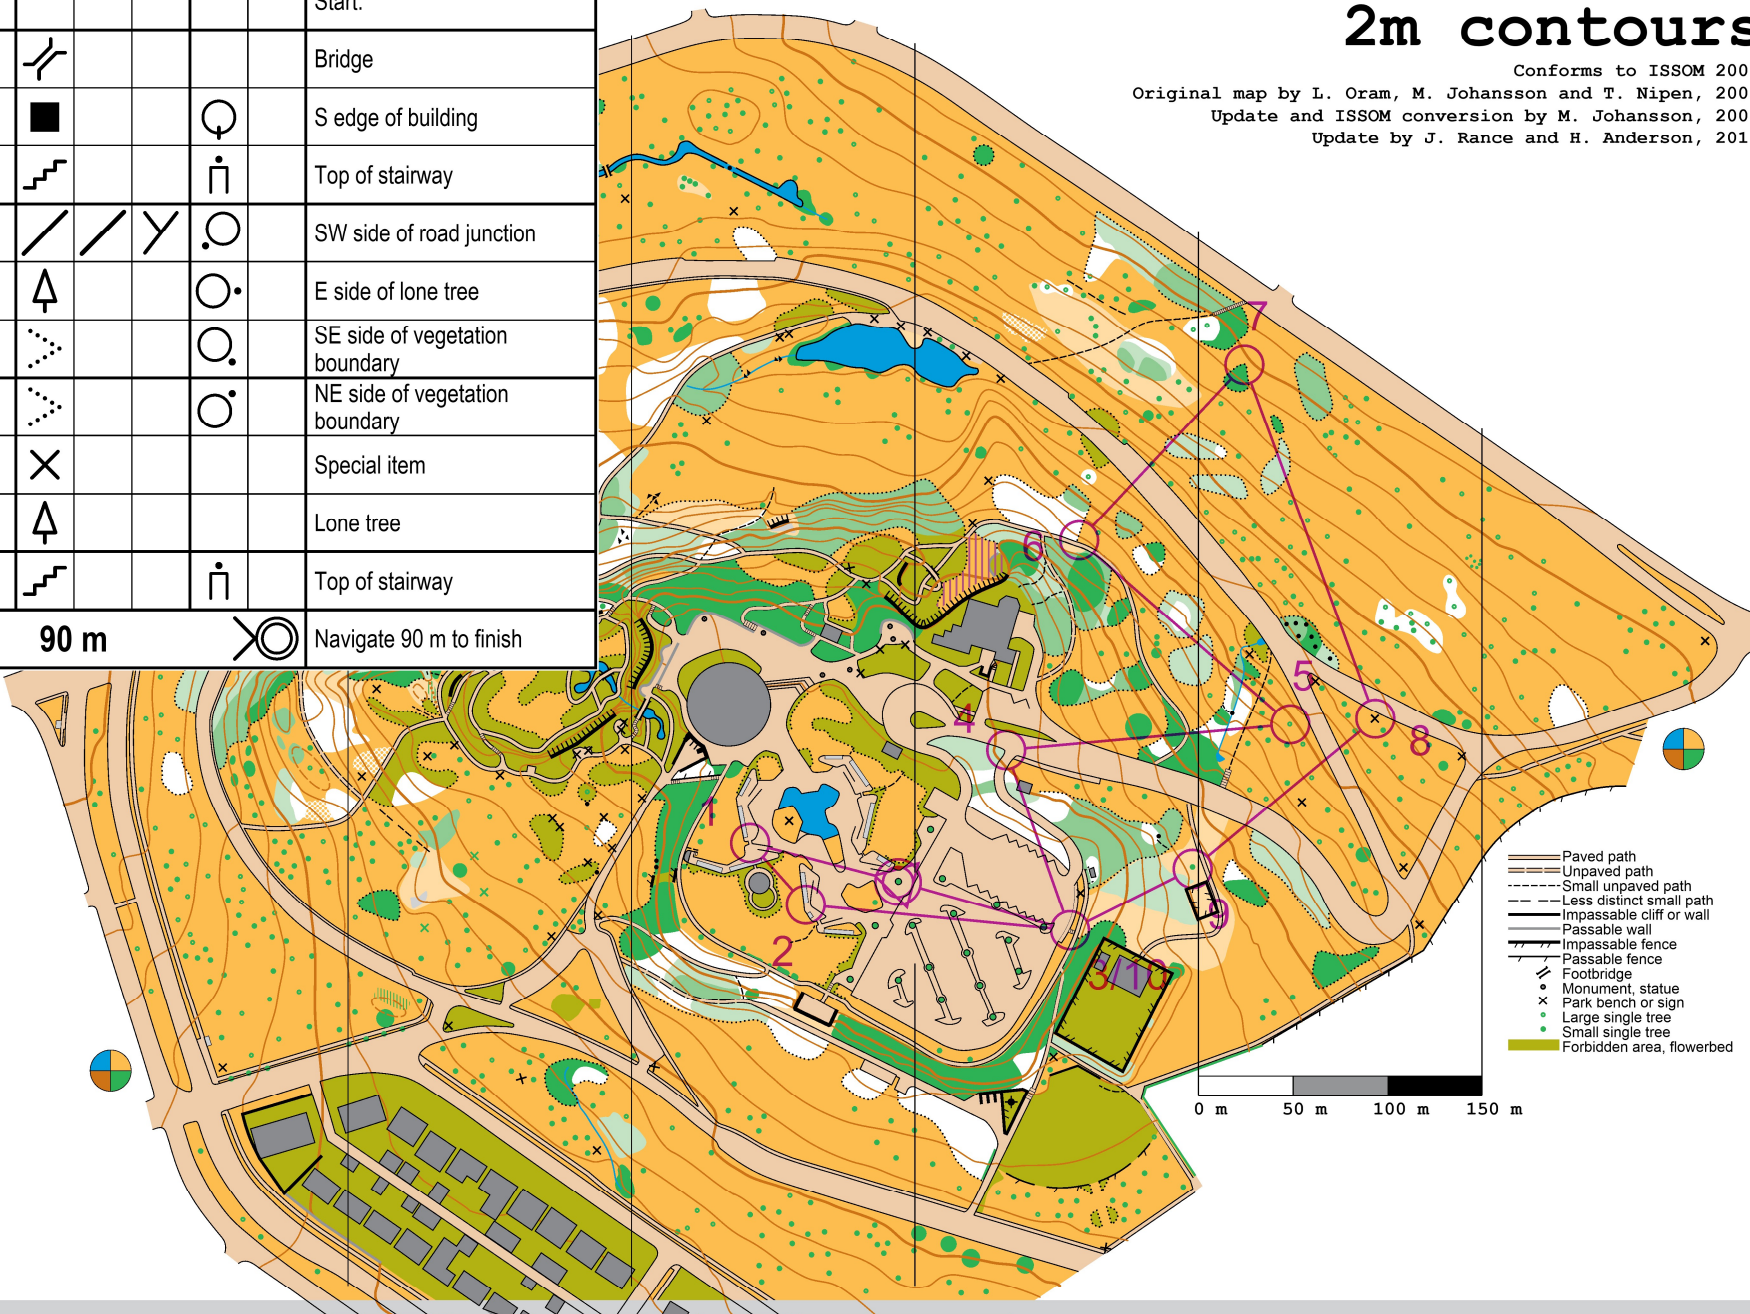 Start.
Bridge
S edge of building
Top of stairway
SW side of road junction
E side of lone tree
SE side of vegetation
boundary
NE side of vegetation
boundary
Special item
Lone tree
Top of stairway
90 m
Navigate 90 m to finish
2m contours
Conforms to ISSOM 200
Original map by L. Oram, M. Johansson and T. Nipen, 200
Update and ISSOM conversion by M. Johansson, 200
Update by J. Rance and H. Anderson, 201
7
6
5
4
8
1
9
2
3/10
Paved path
Unpaved path
Small unpaved path
Less distinct small path
Impassable cliff or wall
Passable wall
Impassable fence
Passable fence
Footbridge
Monument, statue
Park bench or sign
Large single tree
Small single tree
Forbidden area, flowerbed
0 m 50 m 100 m 150 m